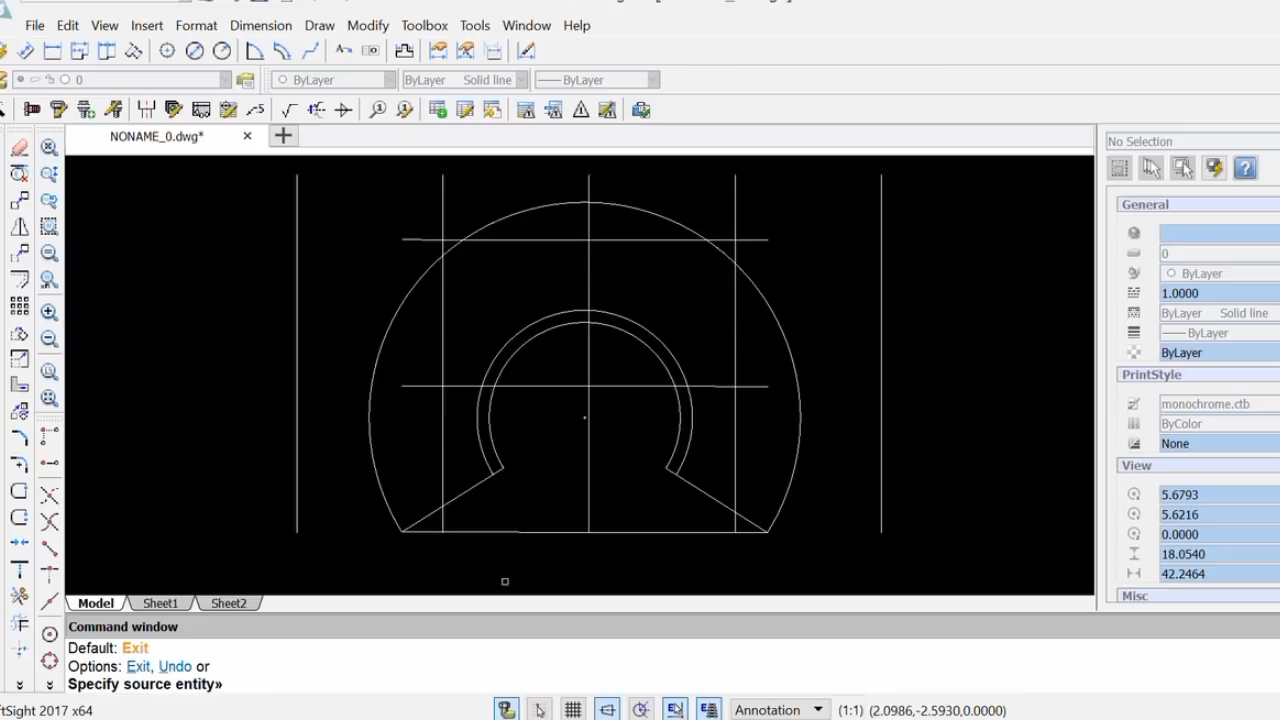 File Edit View Insert Format Dimension Draw Modify Toolbox Tools Window Help
0 ByLayer ByLayer Solid line ByLayer
NONAME_0.dwg*
No Selection
General
0
ByLayer
1.0000
ByLayer Solid line
ByLayer
ByLayer
PrintStyle
monochrome.ctb
ByColor
None
View
5.6793
5.6216
0.0000
18.0540
42.2464
Misc
Model Sheet1 Sheet2
Command window
Default: Exit
Options: Exit, Undo or
Specify source entity»
ftSight 2017 x64
Annotation (1:1) (2.0986,-2.5930,0.0000)